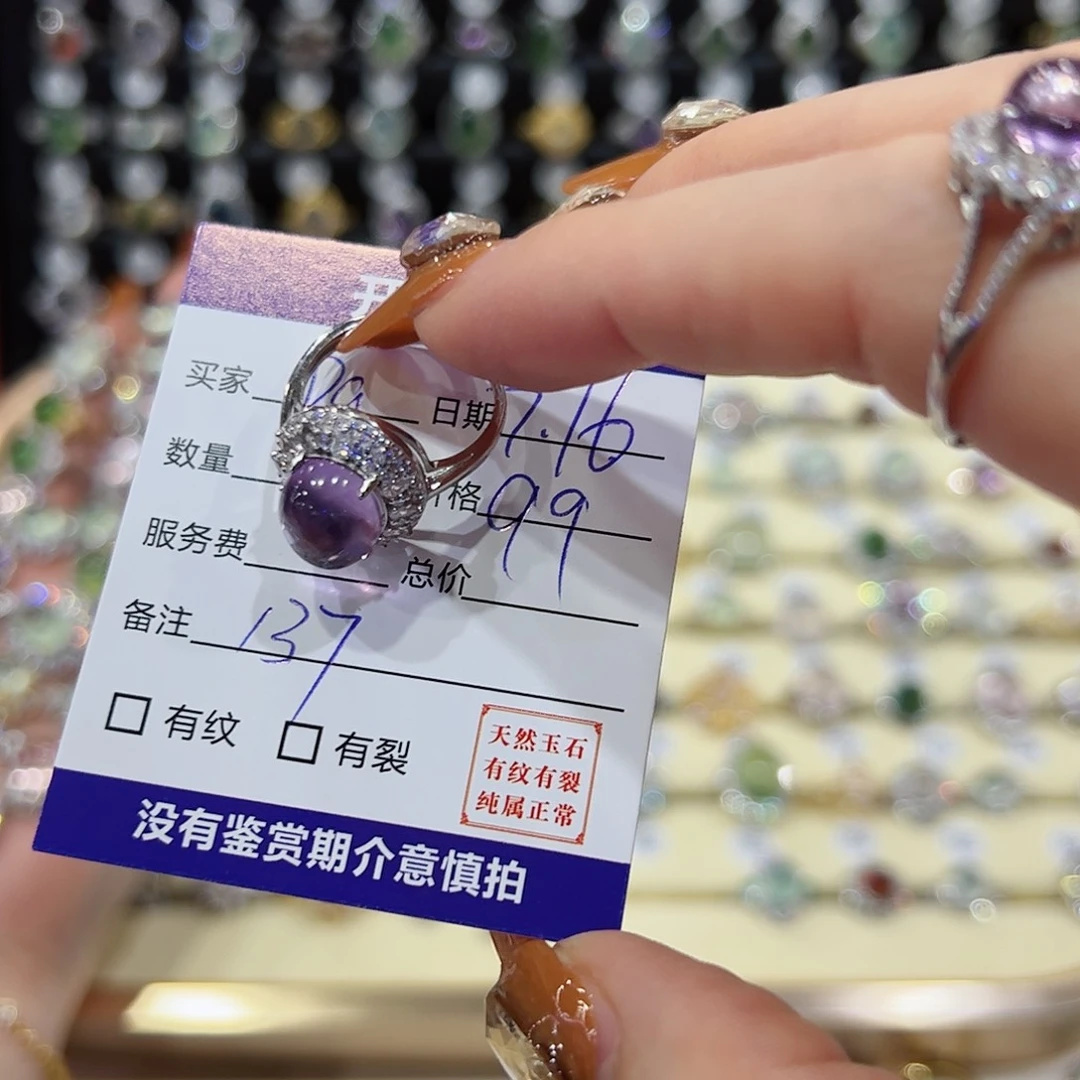 买家 日期 7.16
数量 价格 99
服务费 总价
备注 137
有纹 有裂
天然玉石
有纹有裂
纯属正常
没有鉴赏期介意慎拍